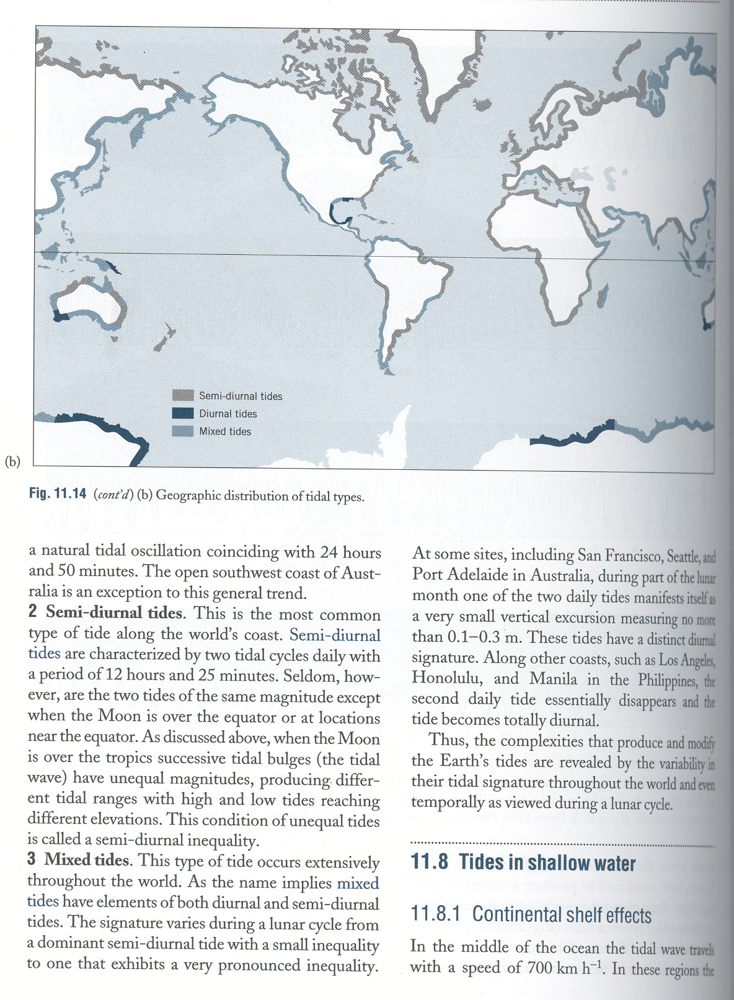 Semi-diurnal tides
Diurnal tides
Mixed tides
(b)
Fig. 11.14 (cont'd) (b) Geographic distribution of tidal types.
a natural tidal oscillation coinciding with 24 hours
and 50 minutes. The open southwest coast of Aust-
ralia is an exception to this general trend.
2 Semi-diurnal tides. This is the most common
type of tide along the world's coast. Semi-diurnal
tides are characterized by two tidal cycles daily with
a period of 12 hours and 25 minutes. Seldom, how-
ever, are the two tides of the same magnitude except
when the Moon is over the equator or at locations
near the equator. As discussed above, when the Moon
is over the tropics successive tidal bulges (the tidal
wave) have unequal magnitudes, producing differ-
ent tidal ranges with high and low tides reaching
different elevations. This condition of unequal tides
is called a semi-diurnal inequality.
3 Mixed tides. This type of tide occurs extensively
throughout the world. As the name implies mixed
tides have elements of both diurnal and semi-diurnal
tides. The signature varies during a lunar cycle from
a dominant semi-diurnal tide with a small inequality
to one that exhibits a very pronounced inequality.
At some sites, including San Francisco, Seattle, and
Port Adelaide in Australia, during part of the lunar
month one of the two daily tides manifests itself as
a very small vertical excursion measuring no more
than 0.1–0.3 m. These tides have a distinct diurnal
signature. Along other coasts, such as Los Angeles,
Honolulu, and Manila in the Philippines, the
second daily tide essentially disappears and the
tide becomes totally diurnal.
Thus, the complexities that produce and modify
the Earth's tides are revealed by the variability in
their tidal signature throughout the world and even
temporally as viewed during a lunar cycle.
11.8 Tides in shallow water
11.8.1 Continental shelf effects
In the middle of the ocean the tidal wave travels
with a speed of 700 km h⁻¹. In these regions the